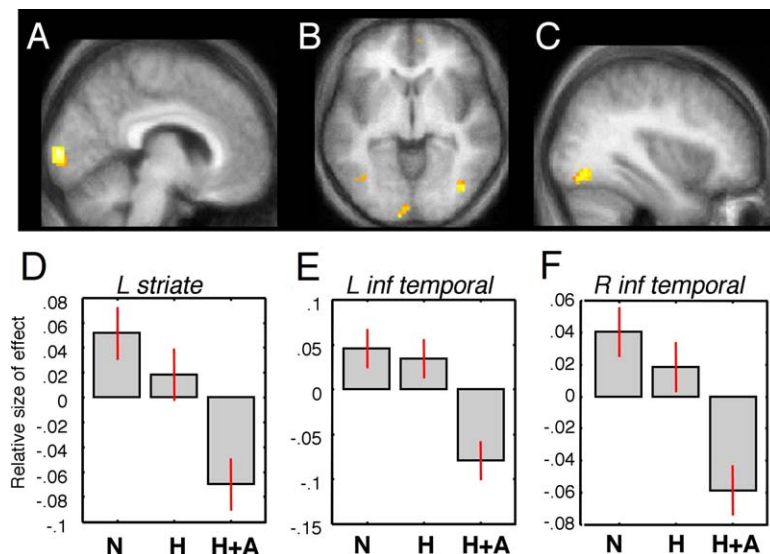 A
B
C
D
L striate
.08
.06
.04
.02
0
-.02
-.04
-.06
-.08
-.1
Relative size of effect
N
H
H+A
E
L inf temporal
.1
.05
0
-.05
-.1
-.15
N
H
H+A
F
R inf temporal
.06
.04
.02
0
-.02
-.04
-.06
-.08
N
H
H+A